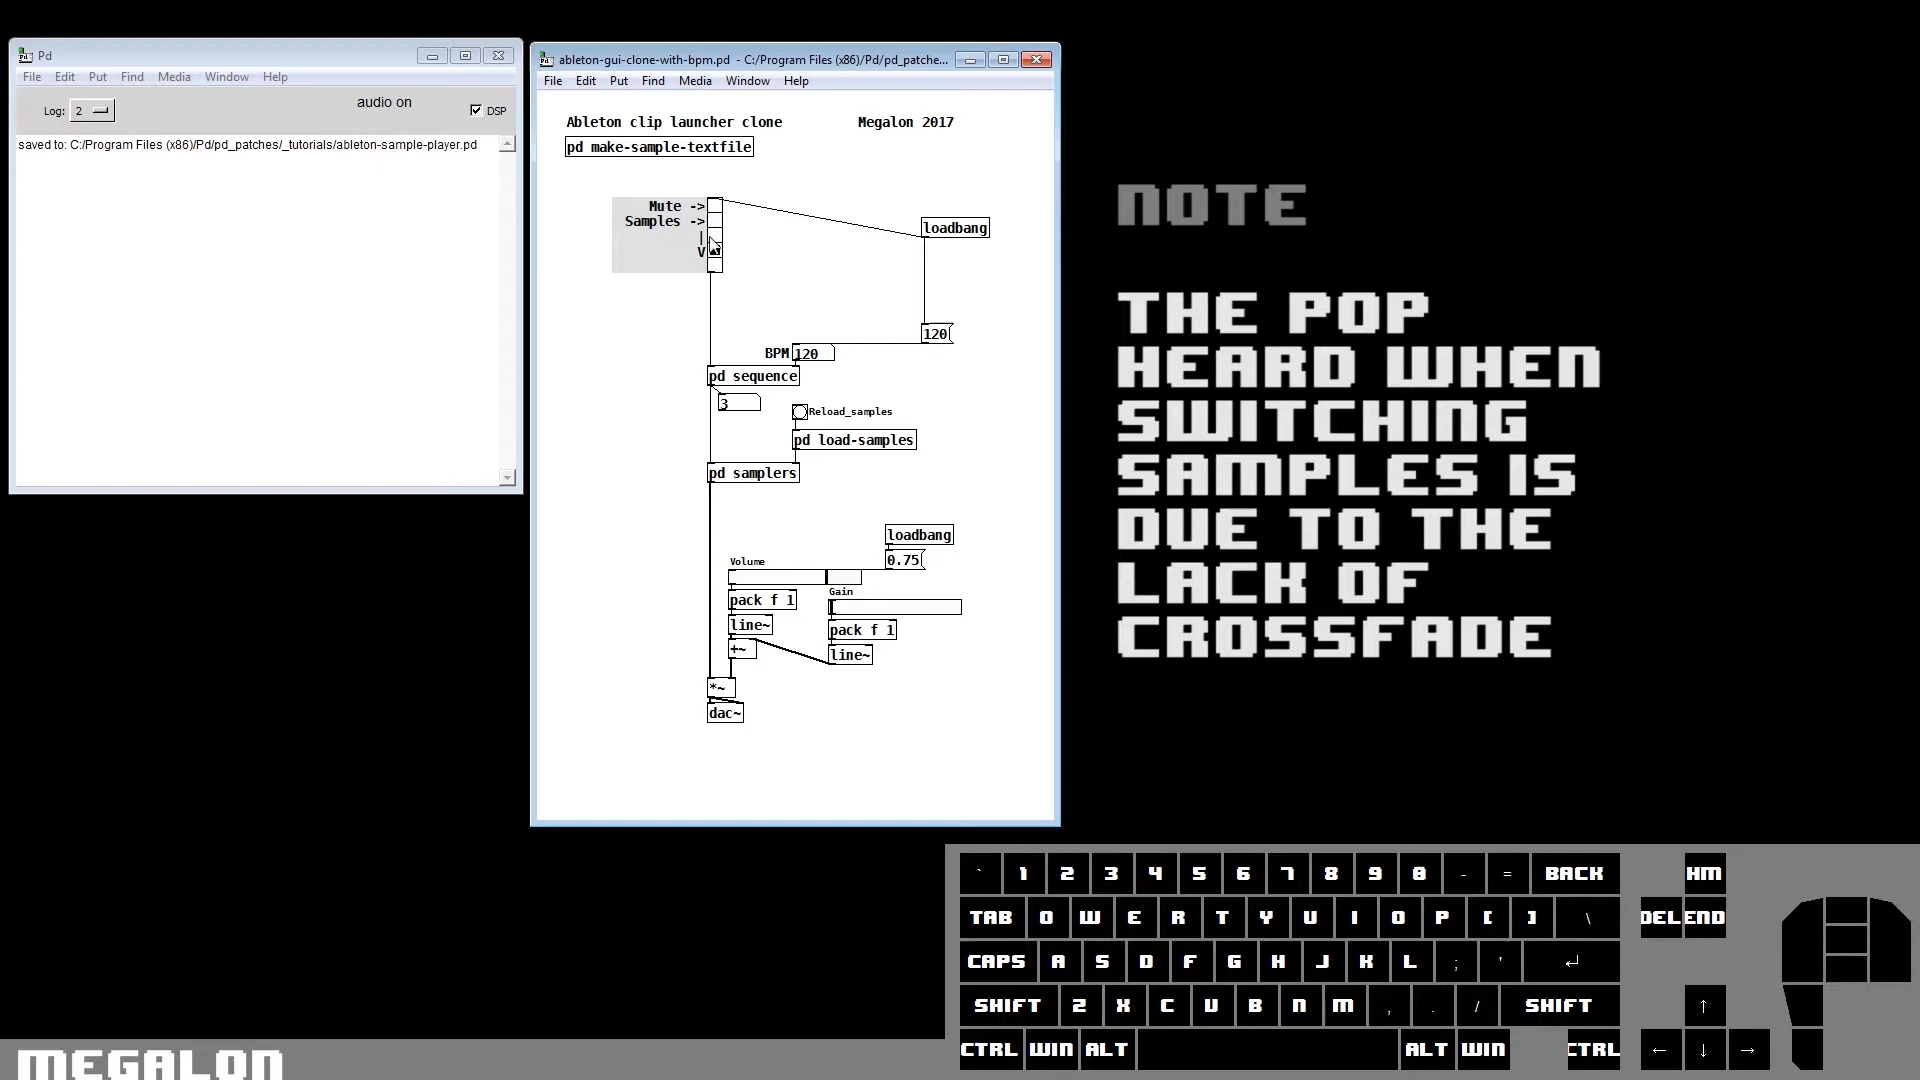 Pd
File Edit Put Find Media Window Help
Log: 2
audio on
DSP
saved to: C:/Program Files (x86)/Pd/pd_patches/_tutorials/ableton-sample-player.pd
ableton-gui-clone-with-bpm.pd - C:/Program Files (x86)/Pd/pd_patche...
File Edit Put Find Media Window Help
Ableton clip launcher clone
Megalon 2017
pd make-sample-textfile
Mute ->
Samples ->
|
V
loadbang
120
BPM 120
pd sequence
3
Reload_samples
pd load-samples
pd samplers
loadbang
0.75
Volume
pack f 1
Gain
line~
pack f 1
+~
line~
*~
dac~
NOTE
THE POP
HEARD WHEN
SWITCHING
SAMPLES IS
DUE TO THE
LACK OF
CROSSFADE
` 1 2 3 4 5 6 7 8 9 0 - = BACK HM
TAB Q W E R T Y U I O P [ ] \ DEL END
CAPS A S D F G H J K L ; ' ↵
SHIFT Z X C V B N M , . / SHIFT ↑
CTRL WIN ALT ALT WIN CTRL ← ↓ →
MEGALON